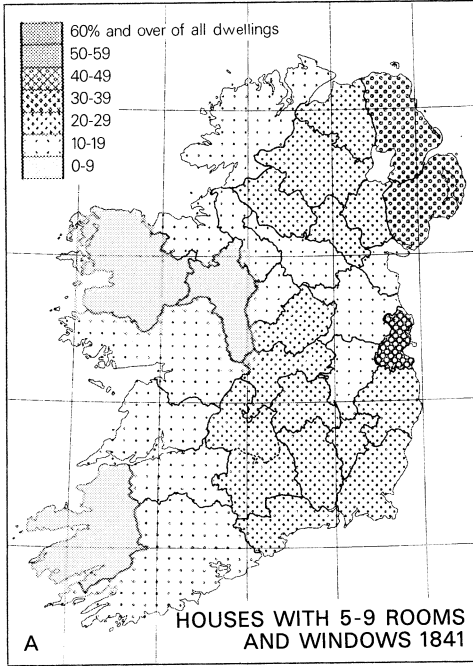 60% and over of all dwellings
50-59
40-49
30-39
20-29
10-19
0-9
HOUSES WITH 5-9 ROOMS
A AND WINDOWS 1841